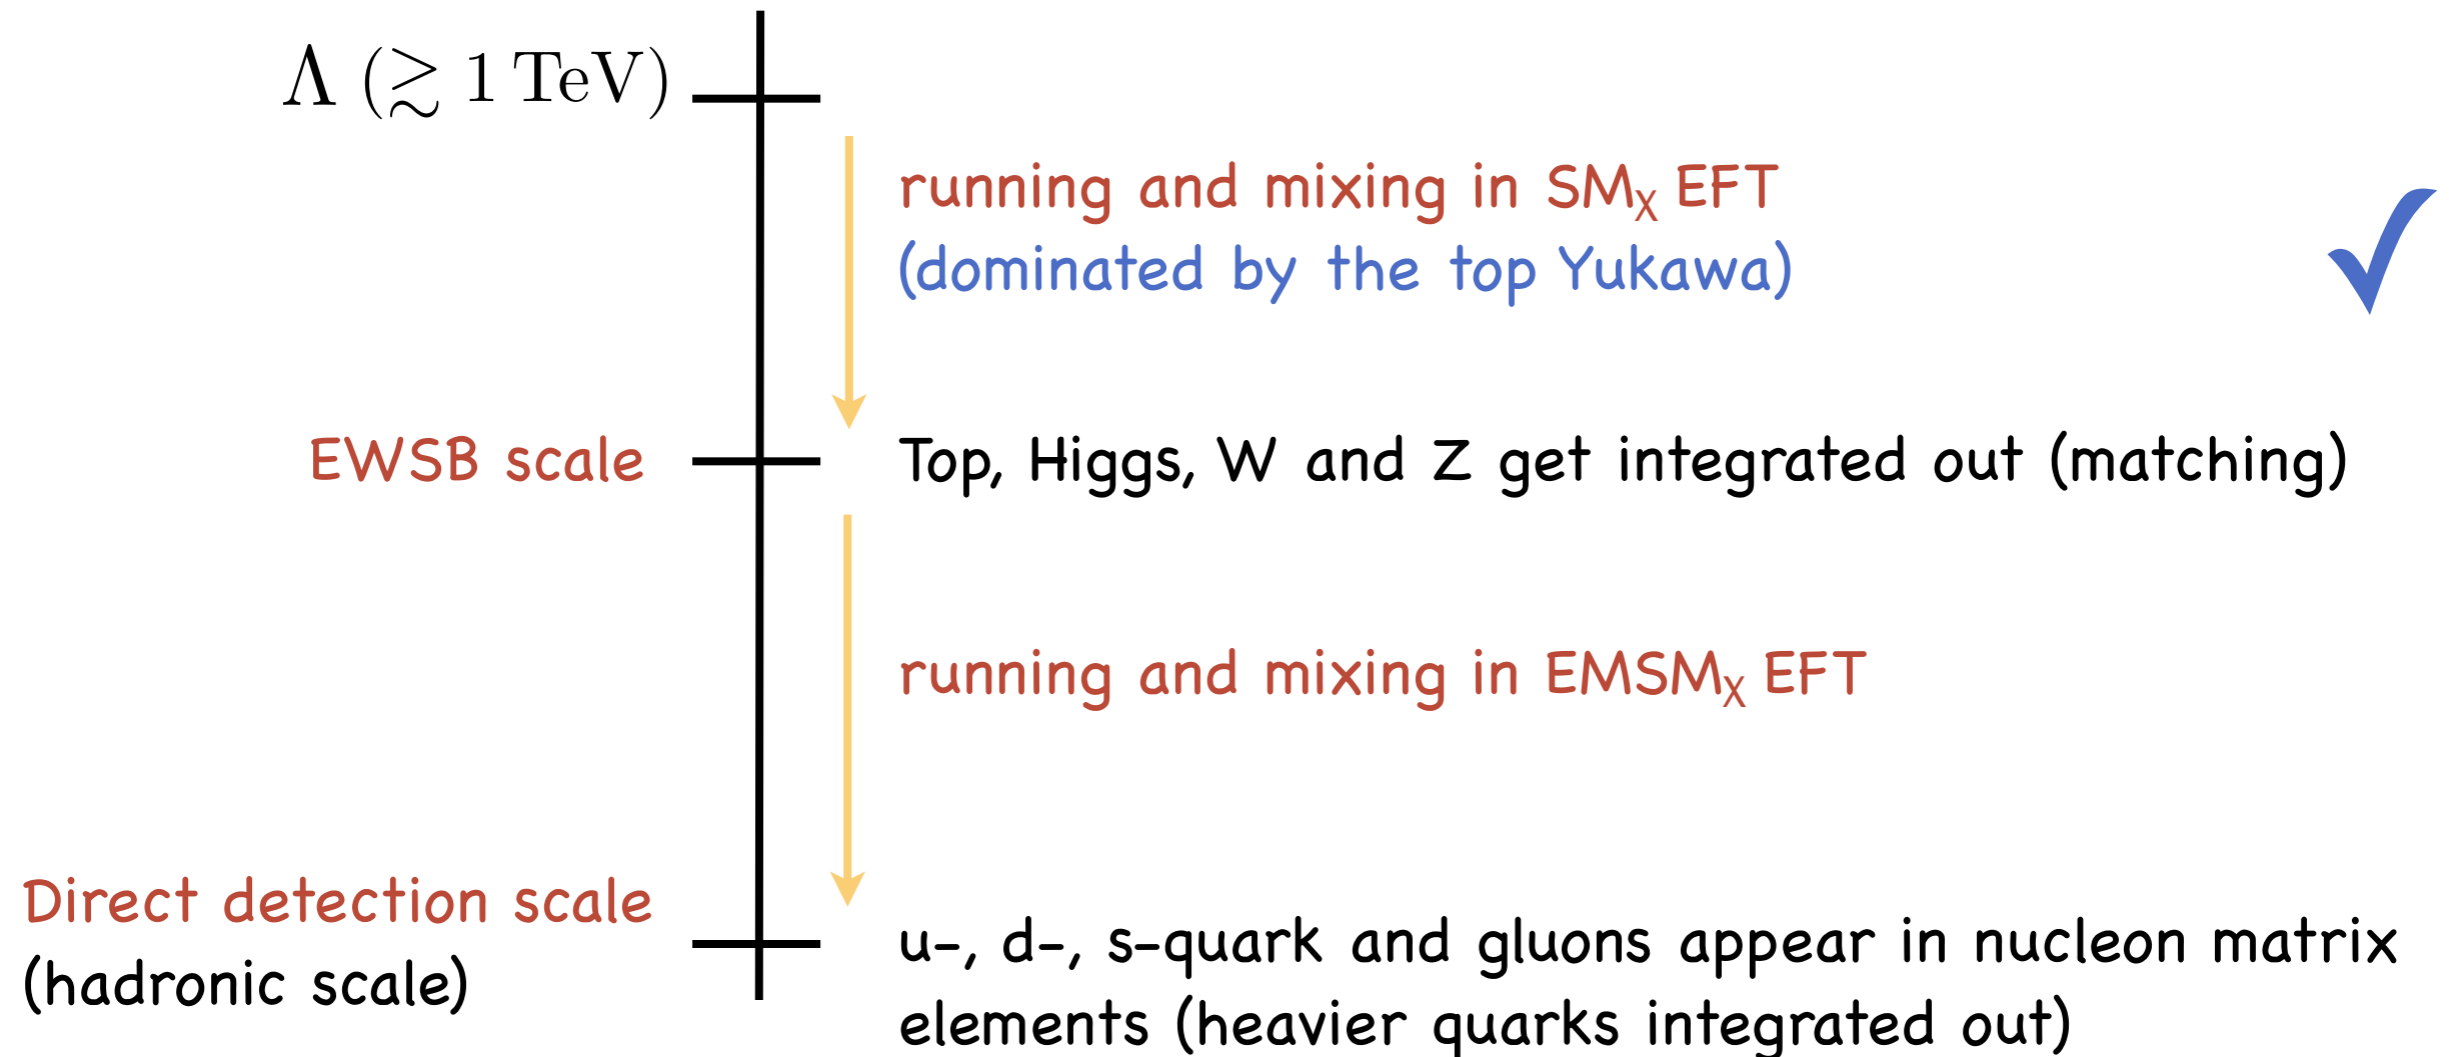 Λ (≳ 1 TeV)
running and mixing in SMχ EFT
(dominated by the top Yukawa)
EWSB scale
Top, Higgs, W and Z get integrated out (matching)
running and mixing in EMSMχ EFT
Direct detection scale
(hadronic scale)
u-, d-, s-quark and gluons appear in nucleon matrix
elements (heavier quarks integrated out)